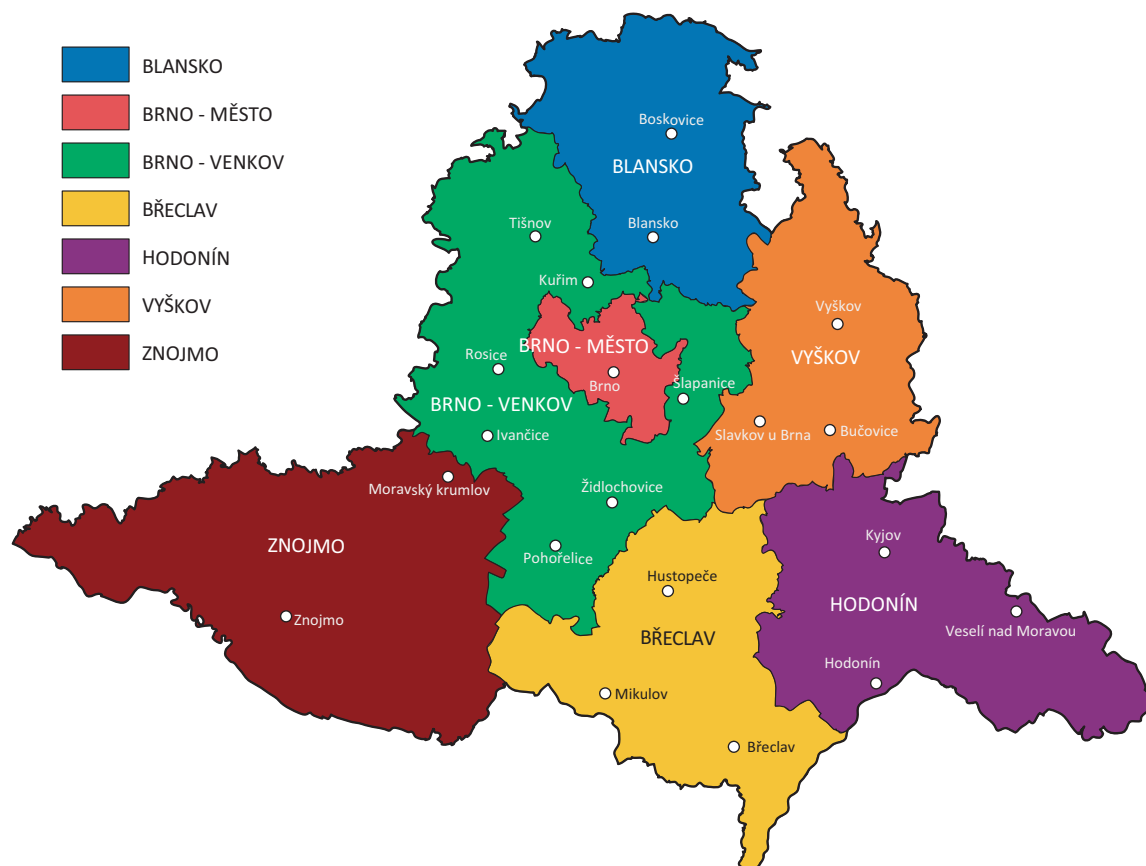 BLANSKO
BRNO - MĚSTO
BRNO - VENKOV
BŘECLAV
HODONÍN
VYŠKOV
ZNOJMO
Boskovice
BLANSKO
Tišnov
Blansko
Kuřim
Vyškov
BRNO - MĚSTO
VYŠKOV
Rosice
Brno
Šlapanice
BRNO - VENKOV
Ivančice
Slavkov u Brna
Bučovice
Moravský krumlov
Židlochovice
Kyjov
ZNOJMO
Pohořelice
Hustopeče
HODONÍN
Znojmo
Veselí nad Moravou
BŘECLAV
Hodonín
Mikulov
Břeclav